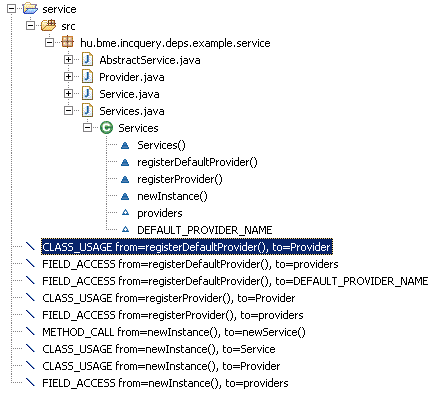 service
src
hu.bme.incquery.deps.example.service
AbstractService.java
Provider.java
Service.java
Services.java
Services
Services()
registerDefaultProvider()
registerProvider()
newInstance()
providers
DEFAULT_PROVIDER_NAME
CLASS_USAGE from=registerDefaultProvider(), to=Provider
FIELD_ACCESS from=registerDefaultProvider(), to=providers
FIELD_ACCESS from=registerDefaultProvider(), to=DEFAULT_PROVIDER_NAME
CLASS_USAGE from=registerProvider(), to=Provider
FIELD_ACCESS from=registerProvider(), to=providers
METHOD_CALL from=newInstance(), to=newService()
CLASS_USAGE from=newInstance(), to=Service
CLASS_USAGE from=newInstance(), to=Provider
FIELD_ACCESS from=newInstance(), to=providers